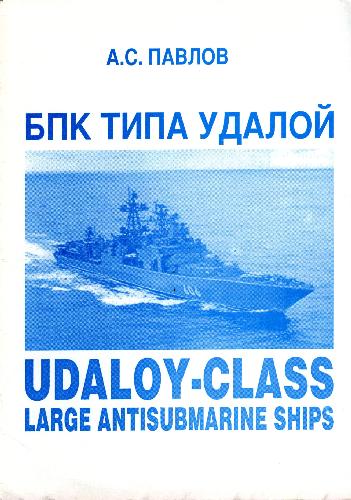 А.С. ПАВЛОВ
БПК ТИПА УДАЛОЙ
UDALOY-CLASS
LARGE ANTISUBMARINE SHIPS